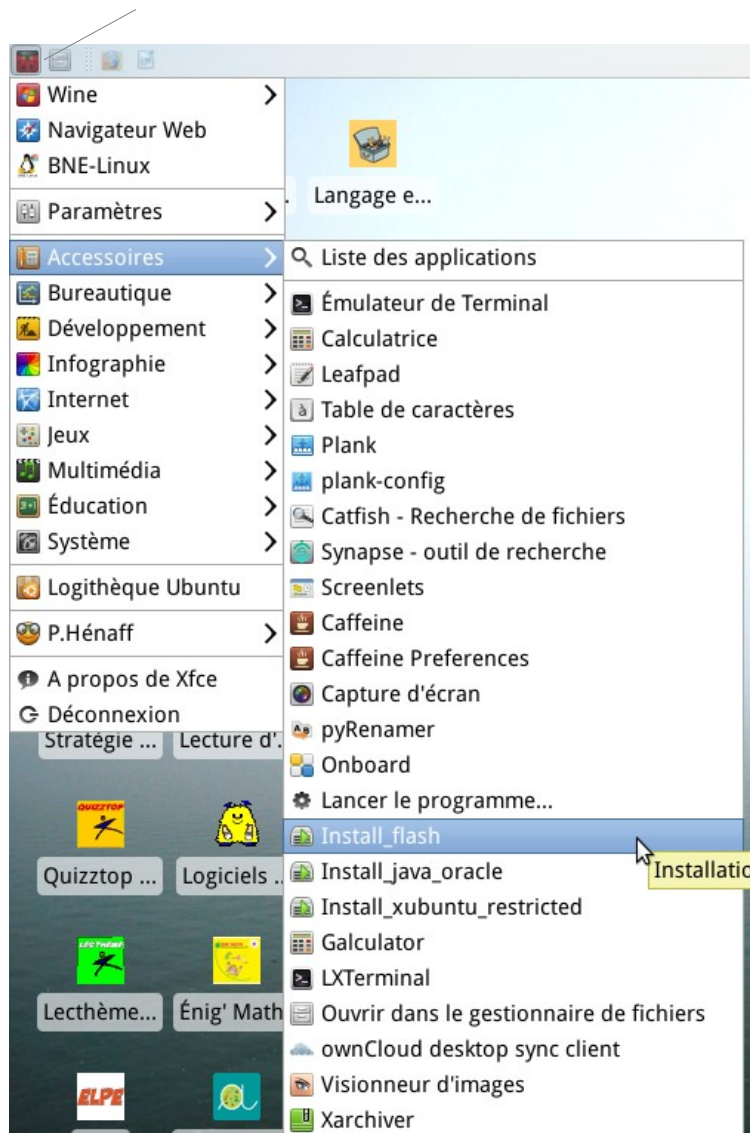 Wine
Navigateur Web
BNE-Linux
Paramètres
Accessoires
Bureautique
Développement
Infographie
Internet
Jeux
Multimédia
Éducation
Système
Logithèque Ubuntu
P.Hénaff
A propos de Xfce
Déconnexion
Langage e...
Liste des applications
Émulateur de Terminal
Calculatrice
Leafpad
Table de caractères
Plank
plank-config
Catfish - Recherche de fichiers
Synapse - outil de recherche
Screenlets
Caffeine
Caffeine Preferences
Capture d'écran
pyRenamer
Onboard
Lancer le programme...
Install_flash
Installatio
Install_java_oracle
Install_xubuntu_restricted
Galculator
LXTerminal
Ouvrir dans le gestionnaire de fichiers
ownCloud desktop sync client
Visionneur d'images
Xarchiver
Stratégie ...
Lecture d'.
QUIZZTOP
Quizztop ...
Logiciels ..
Lecthème...
Énig' Math
ELPE